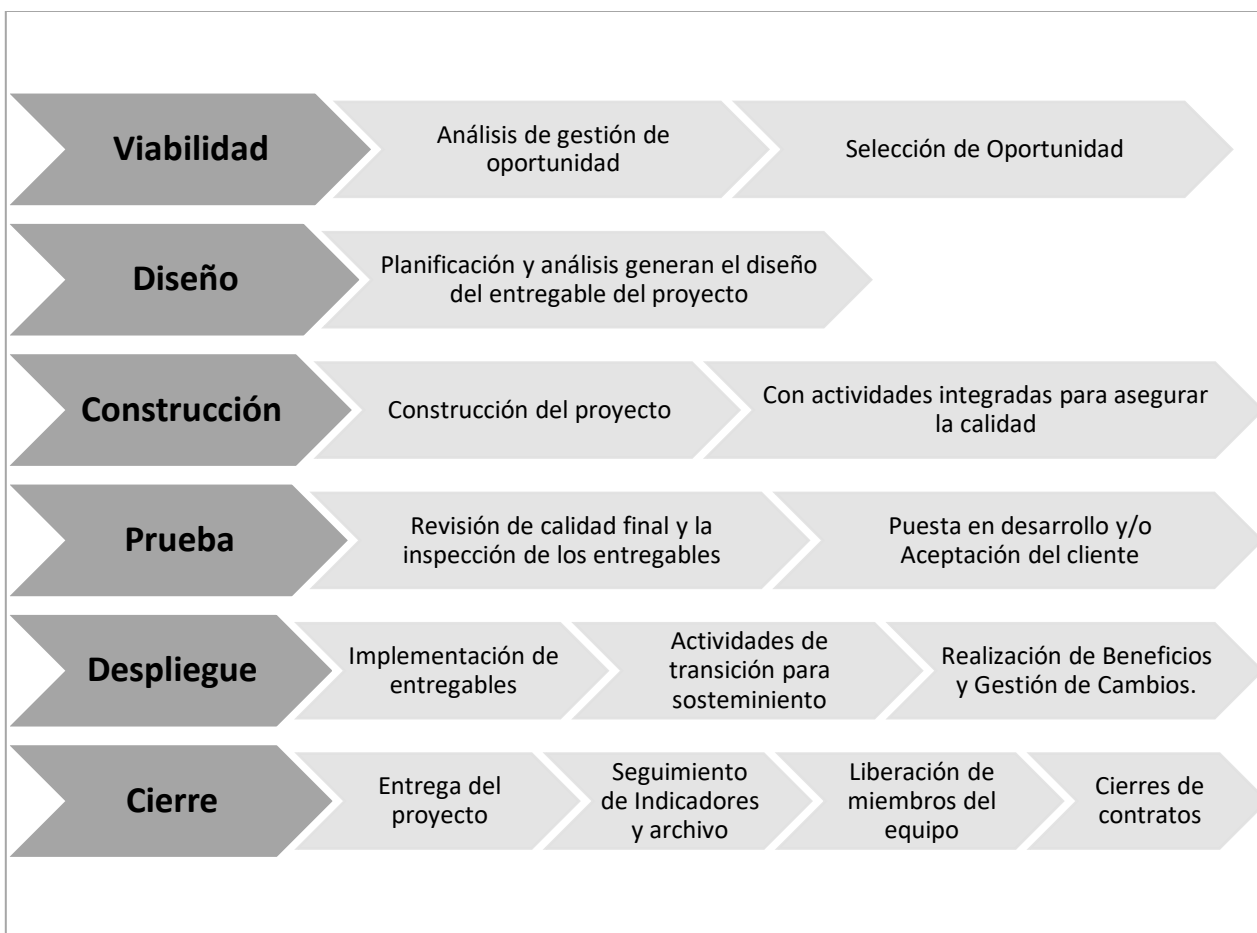 Viabilidad
Análisis de gestión de
oportunidad
Selección de Oportunidad
Diseño
Planificación y análisis generan el diseño
del entregable del proyecto
Construcción
Construcción del proyecto
Con actividades integradas para asegurar
la calidad
Prueba
Revisión de calidad final y la
inspección de los entregables
Puesta en desarrollo y/o
Aceptación del cliente
Despliegue
Implementación de
entregables
Actividades de
transición para
sosteminiento
Realización de Beneficios
y Gestión de Cambios.
Cierre
Entrega del
proyecto
Seguimiento
de Indicadores
y archivo
Liberación de
miembros del
equipo
Cierres de
contratos